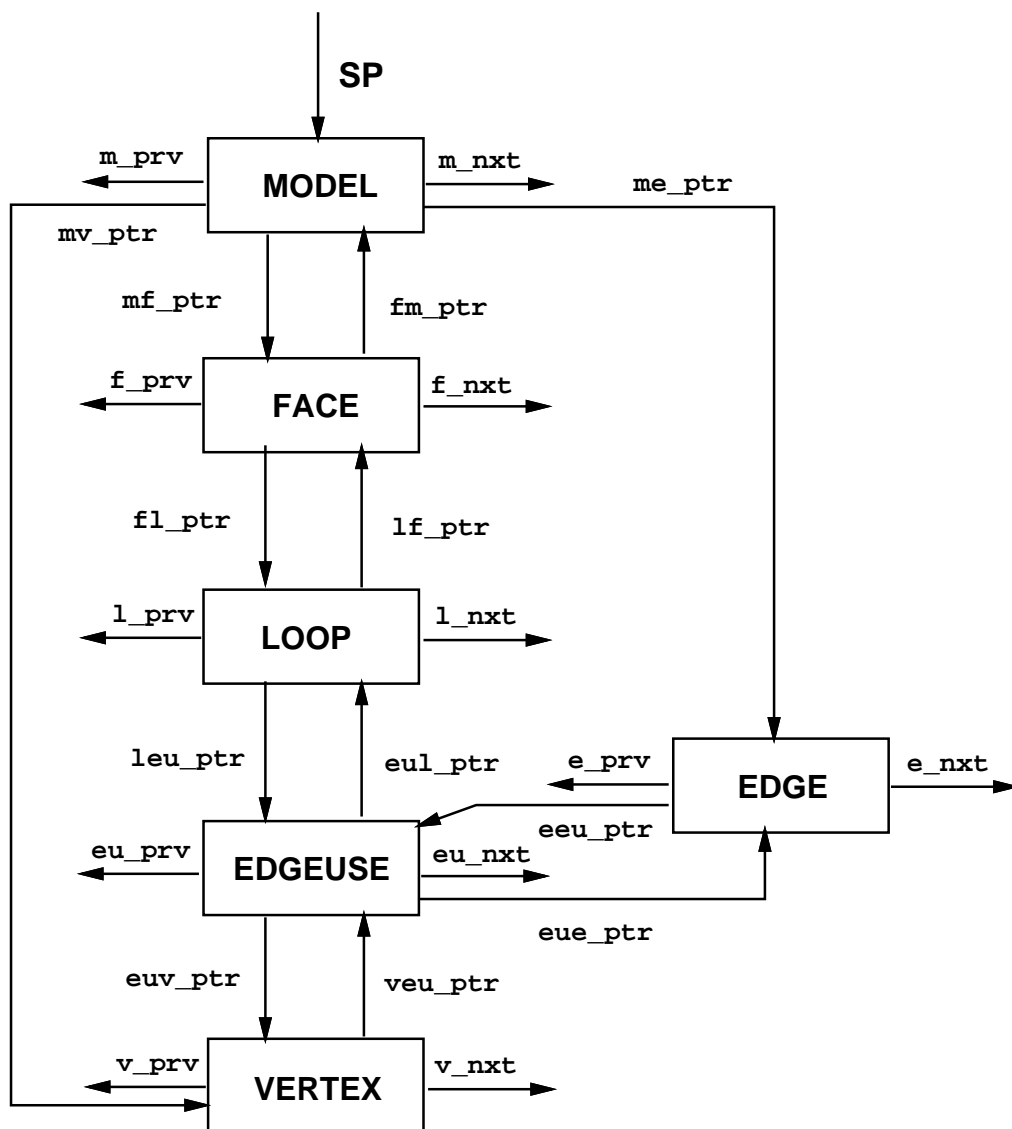 SP
m_prv
MODEL
m_nxt
me_ptr
mv_ptr
mf_ptr
fm_ptr
f_prv
FACE
f_nxt
fl_ptr
lf_ptr
l_prv
LOOP
l_nxt
leu_ptr
eul_ptr
e_prv
EDGE
e_nxt
eeu_ptr
eu_prv
EDGEUSE
eu_nxt
eue_ptr
euv_ptr
veu_ptr
v_prv
VERTEX
v_nxt